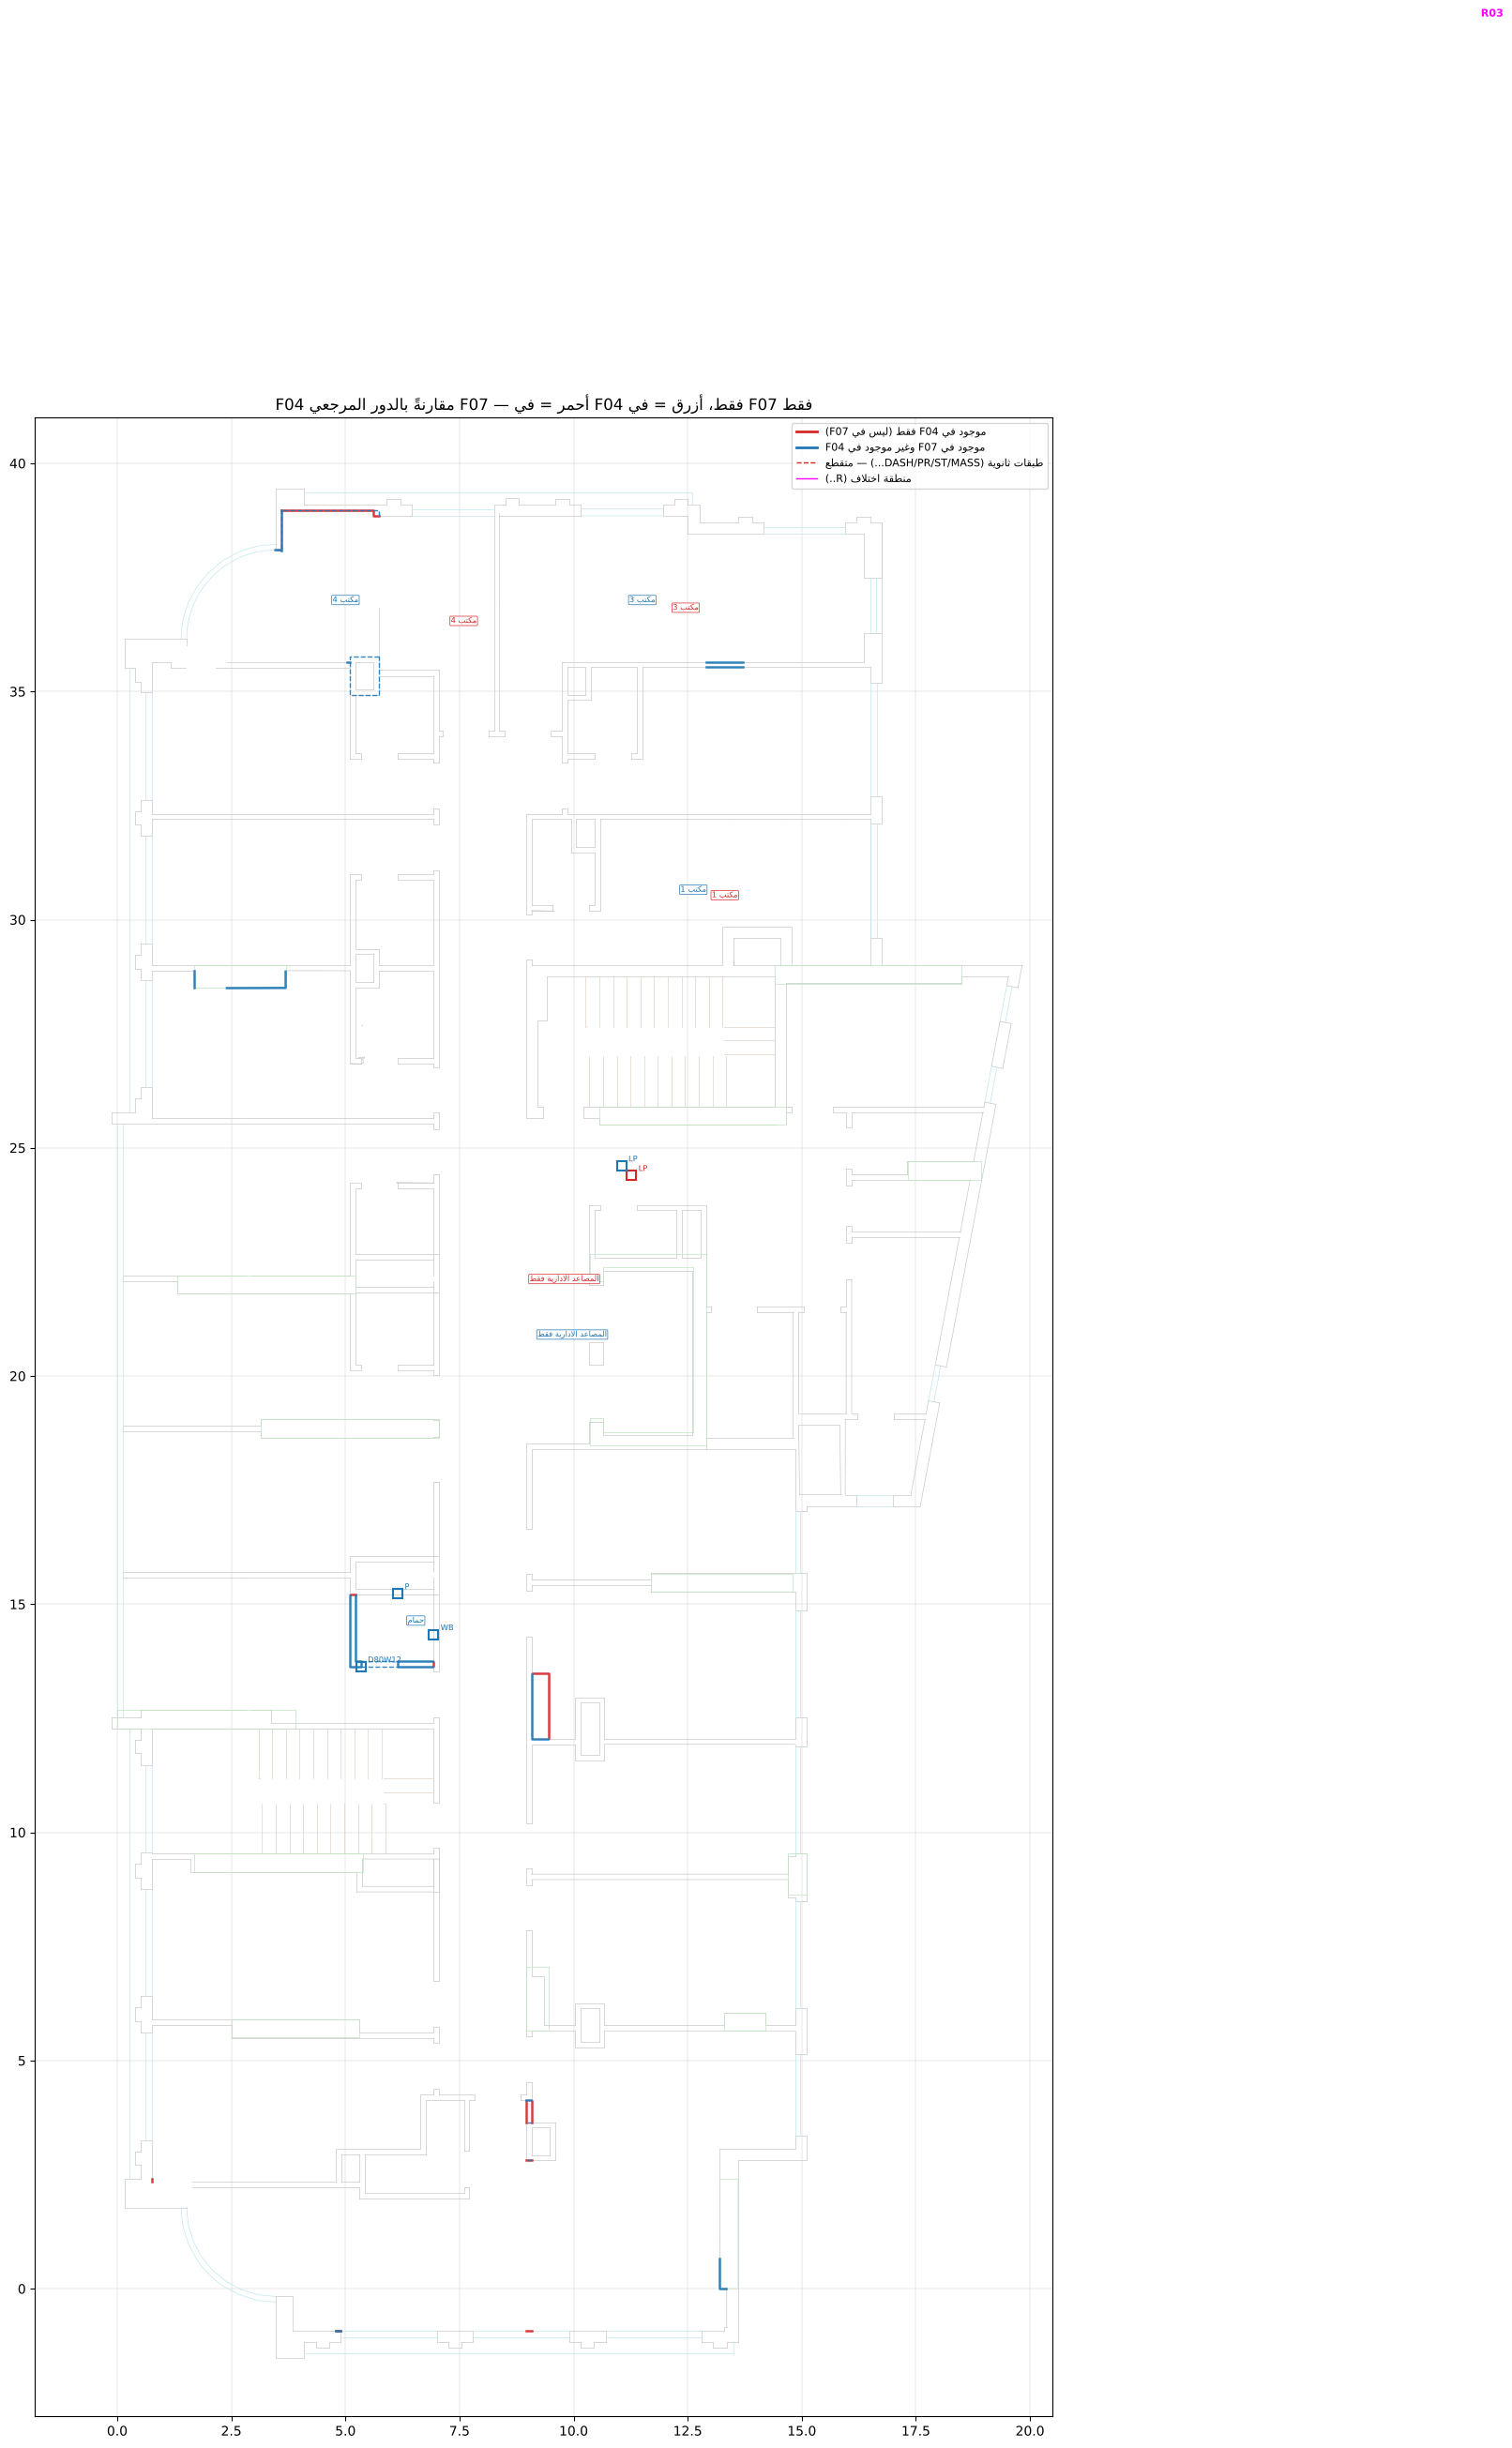 R03
F07 مقارنةً بالدور المرجعي F04 — أحمر = في F04 فقط، أزرق = في F07 فقط
موجود في F04 فقط (ليس في F07)
موجود في F07 وغير موجود في F04
طبقات ثانوية (DASH/PR/ST/MASS...) — متقطع
منطقة اختلاف (R..)
40
مكتب 4
مكتب 3
مكتب 3
مكتب 4
35
مكتب 1
مكتب 1
30
25
LP
LP
المصاعد الادارية فقط
المصاعد الادارية فقط
20
15
P
حمام
WB
D80W12
10
5
0
0.0
2.5
5.0
7.5
10.0
12.5
15.0
17.5
20.0